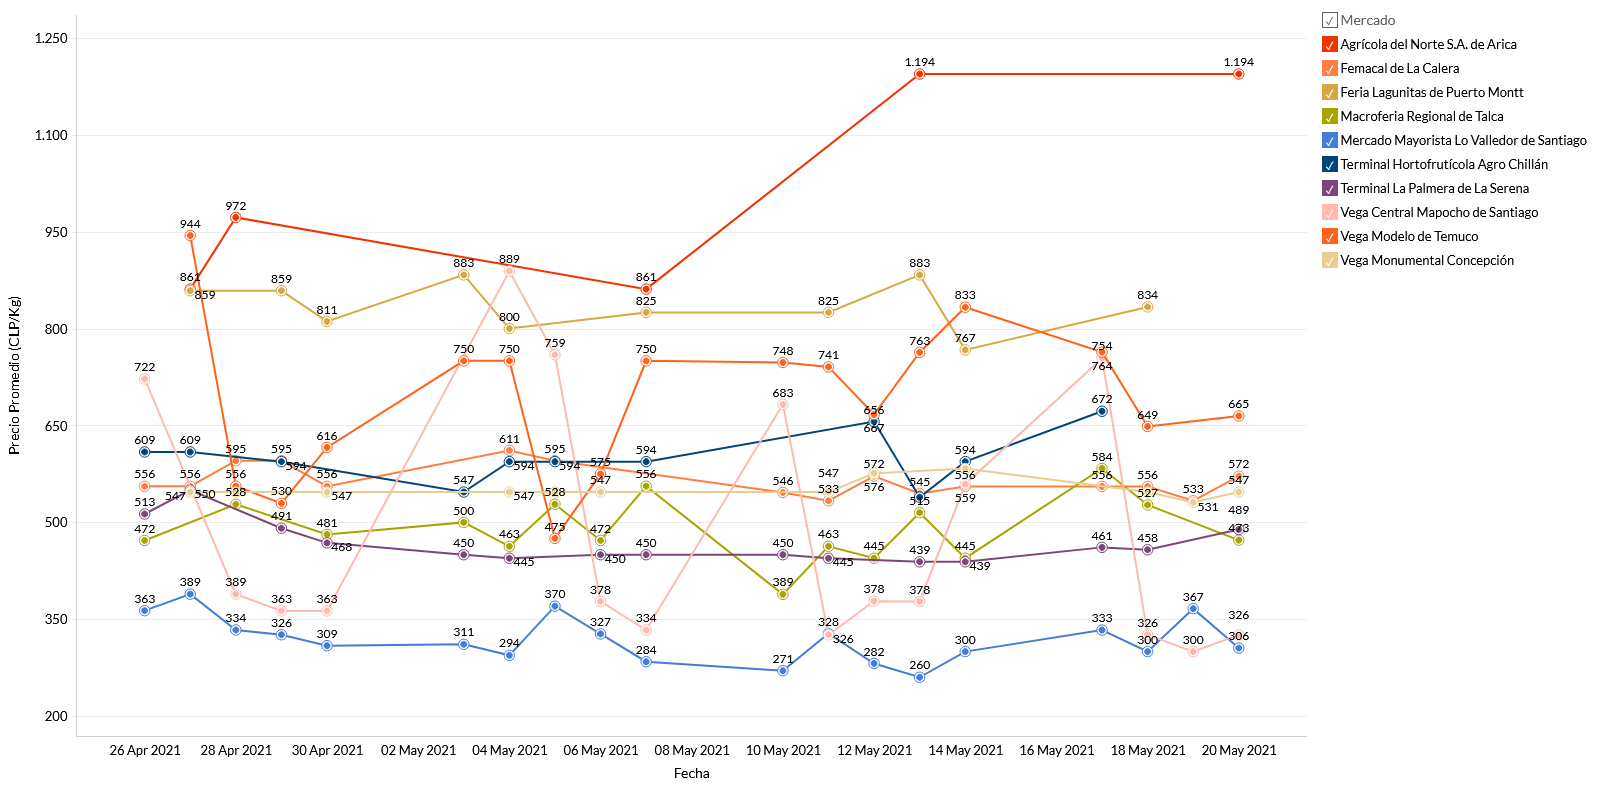 Mercado
Agrícola del Norte S.A. de Arica
Femacal de La Calera
Feria Lagunitas de Puerto Montt
Macroferia Regional de Talca
Mercado Mayorista Lo Valledor de Santiago
Terminal Hortofrutícola Agro Chillán
Terminal La Palmera de La Serena
Vega Central Mapocho de Santiago
Vega Modelo de Temuco
Vega Monumental Concepción
Precio Promedio (CLP/Kg)
1.250
1.100
950
800
650
500
350
200
1.194 1.194
972
944
861 859 859 811 883 889 800 861 825 825 883 834
722 750 750 759 750 748 741 763 833 767 754 764
683 656 667 672 649 665
609 609 595 595 594 616 611 594 595 594 575 594 594
556 556 556 556 547 556 546 547 533 572 576 545 556 559 584 556 556 533 572
513 547 550 528 530 547 547 528 547 515 527 531 547
472 491 481 468 500 463 475 472 489 473
450 445 450 450 450 463 445 445 439 445 439 461 458
363 389 389 363 363 370 378 389 378 378 367
334 326 309 311 294 327 334 284 271 328 326 282 260 300 333 326 300 300 326 306
26 Apr 2021 28 Apr 2021 30 Apr 2021 02 May 2021 04 May 2021 06 May 2021 08 May 2021 10 May 2021 12 May 2021 14 May 2021 16 May 2021 18 May 2021 20 May 2021
Fecha